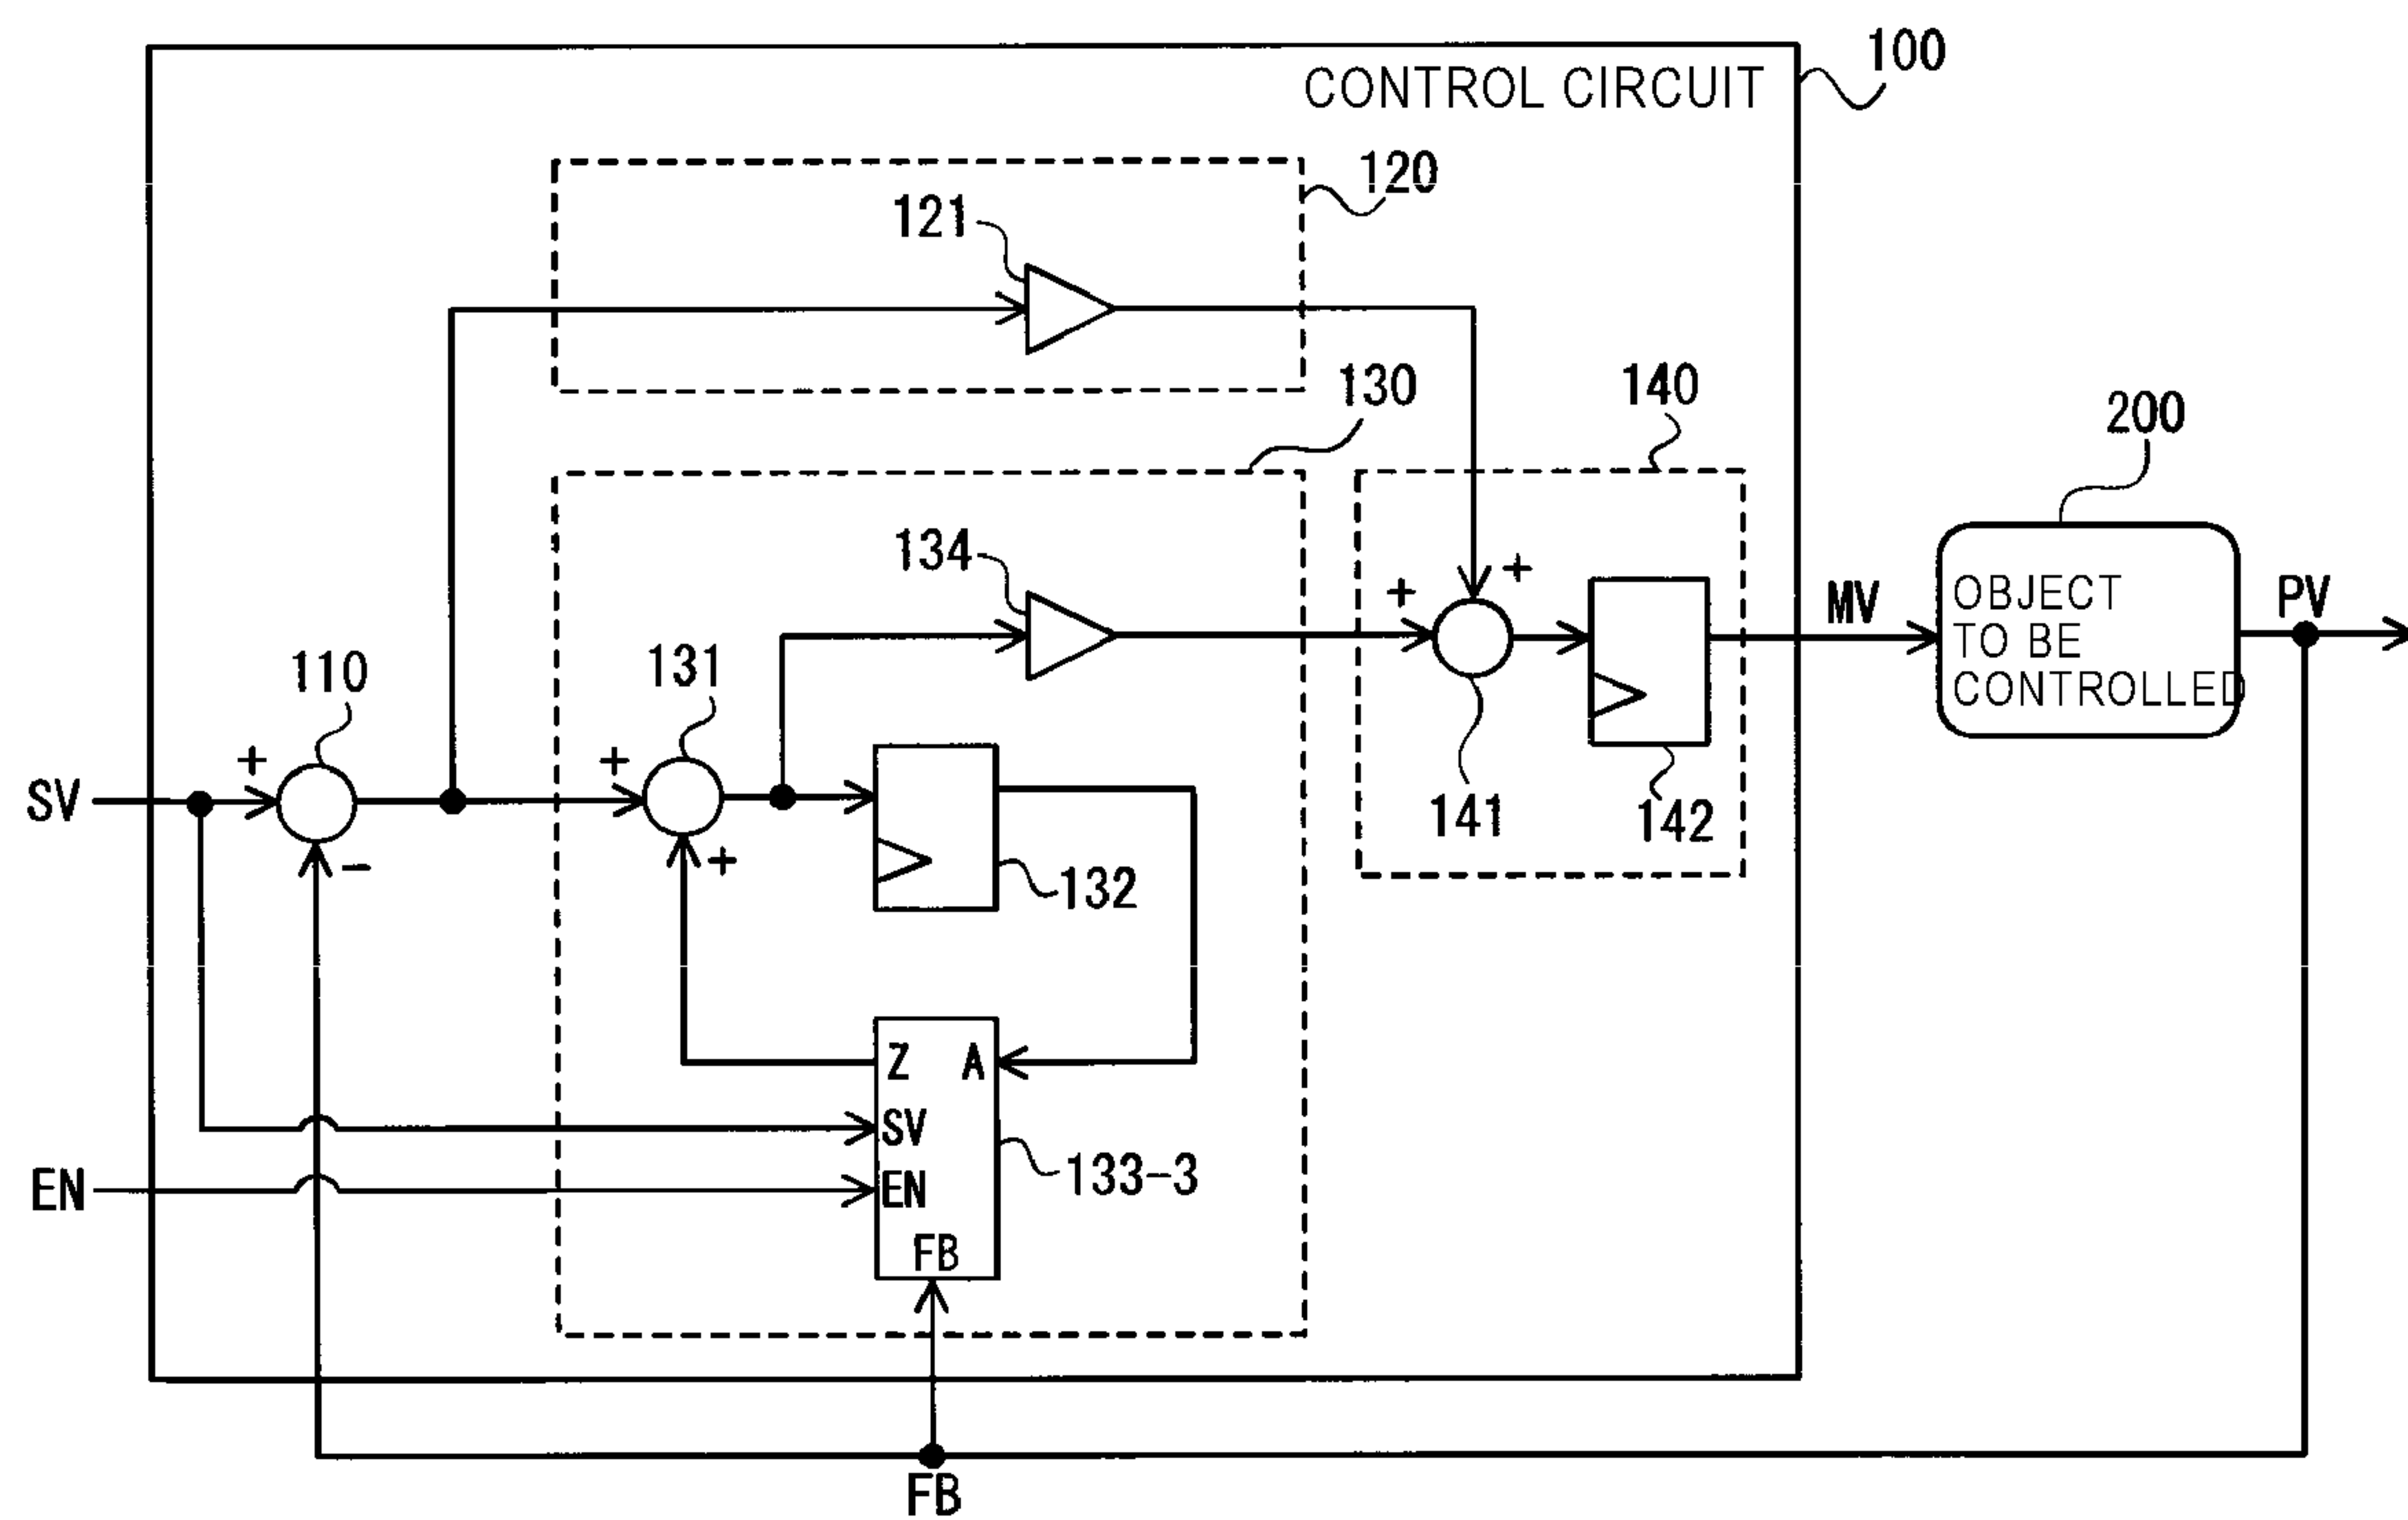 CONTROL CIRCUIT
100
120
121
130
140
200
134
131
110
+
+
MV
OBJECT
TO BE
CONTROLLED
PV
SV
+
+
-
+
132
141
142
Z
A
SV
EN
FB
133-3
EN
FB